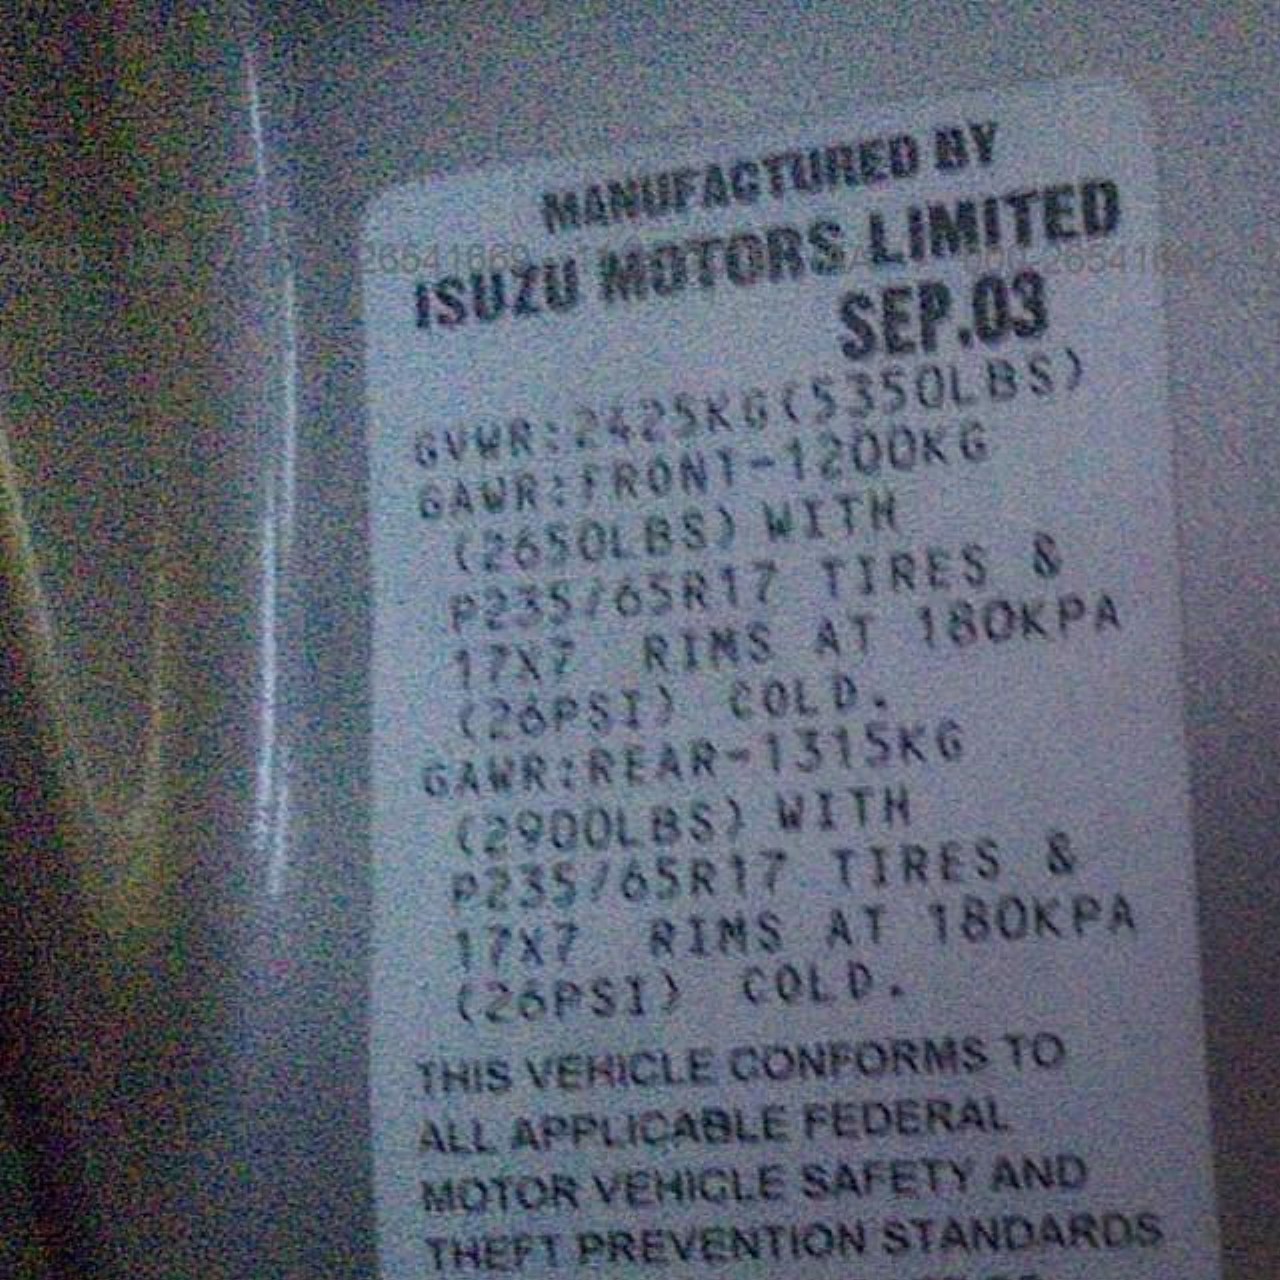 MANUFACTURED BY
ISUZU MOTORS LIMITED
SEP.03
GVWR:2425KG(5350LBS)
GAWR:FRONT-1200KG
(2650LBS) WITH
P235/65R17 TIRES &
17X7 RIMS AT 180KPA
(26PSI) COLD.
GAWR:REAR-1315KG
(2900LBS) WITH
P235/65R17 TIRES &
17X7 RIMS AT 180KPA
(26PSI) COLD.
THIS VEHICLE CONFORMS TO
ALL APPLICABLE FEDERAL
MOTOR VEHICLE SAFETY AND
THEFT PREVENTION STANDARDS